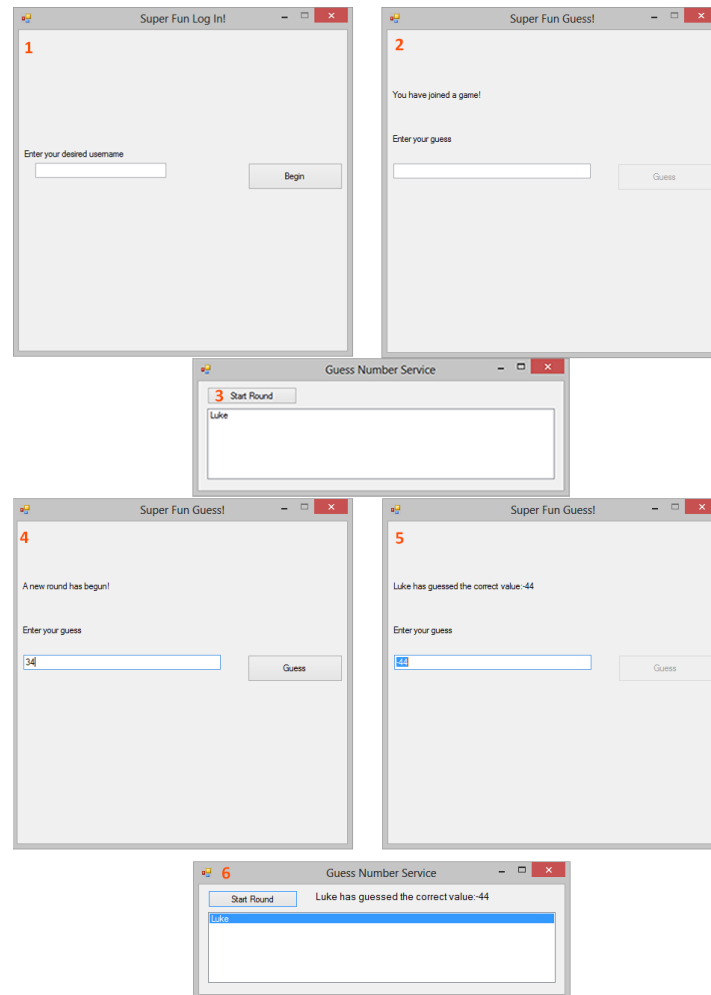 Super Fun Log In!
1
Enter your desired username
Begin
Super Fun Guess!
2
You have joined a game!
Enter your guess
Guess
Guess Number Service
3 Start Round
Luke
Super Fun Guess!
4
A new round has begun!
Enter your guess
34
Guess
Super Fun Guess!
5
Luke has guessed the correct value:-44
Enter your guess
-44
Guess
6 Guess Number Service
Start Round Luke has guessed the correct value:-44
Luke